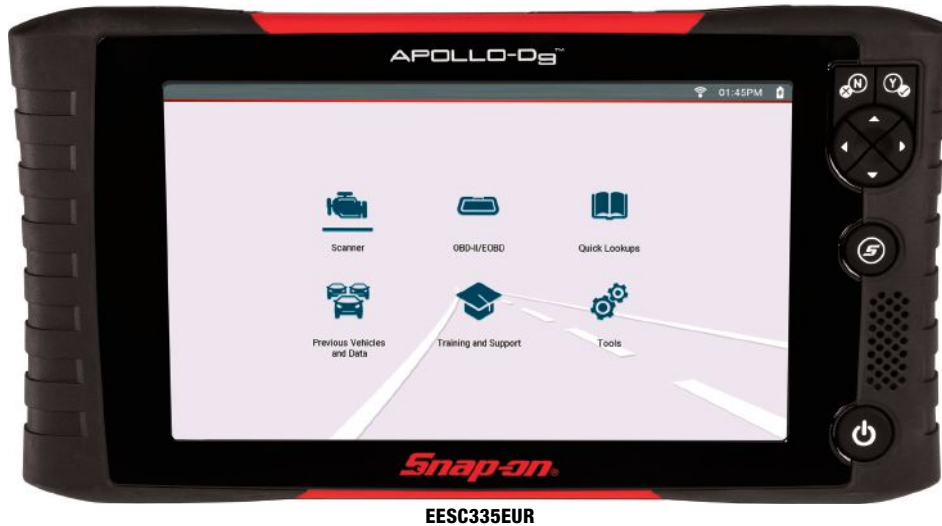 APOLLO-D9™
01:45PM
N Y
Scanner
OBD-II/EOBD
Quick Lookups
Previous Vehicles
and Data
Training and Support
Tools
S
Snap-on®
EESC335EUR